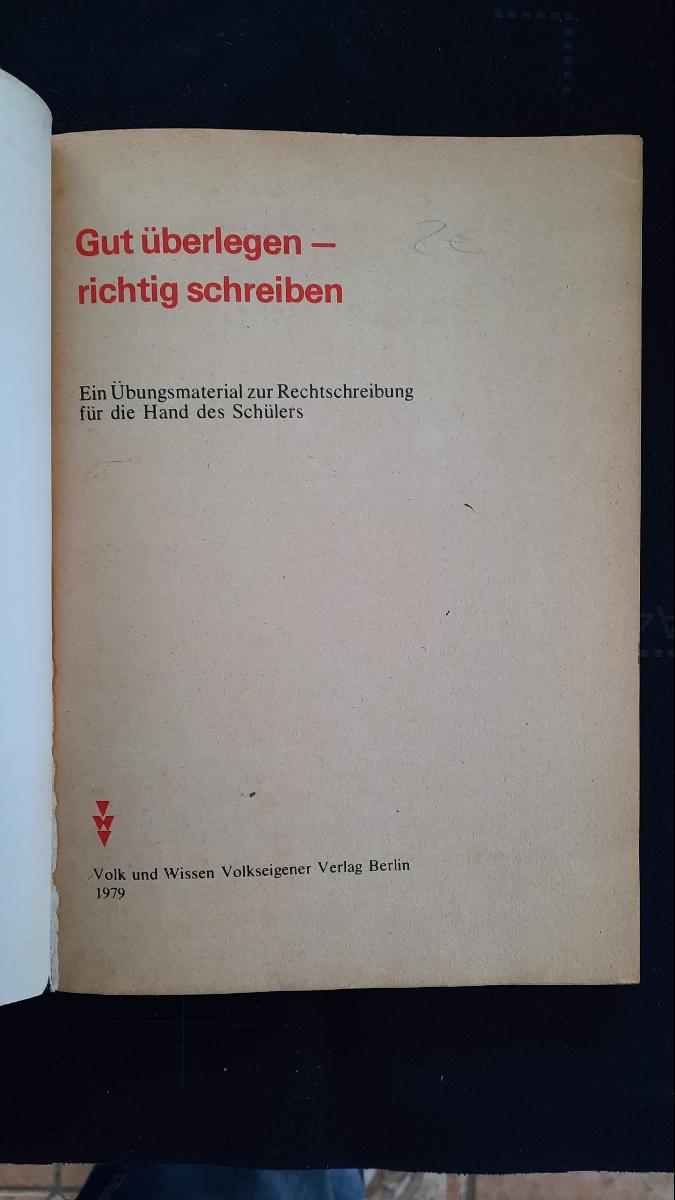 Gut überlegen —
richtig schreiben
Ein Übungsmaterial zur Rechtschreibung
für die Hand des Schülers
Volk und Wissen Volkseigener Verlag Berlin
1979